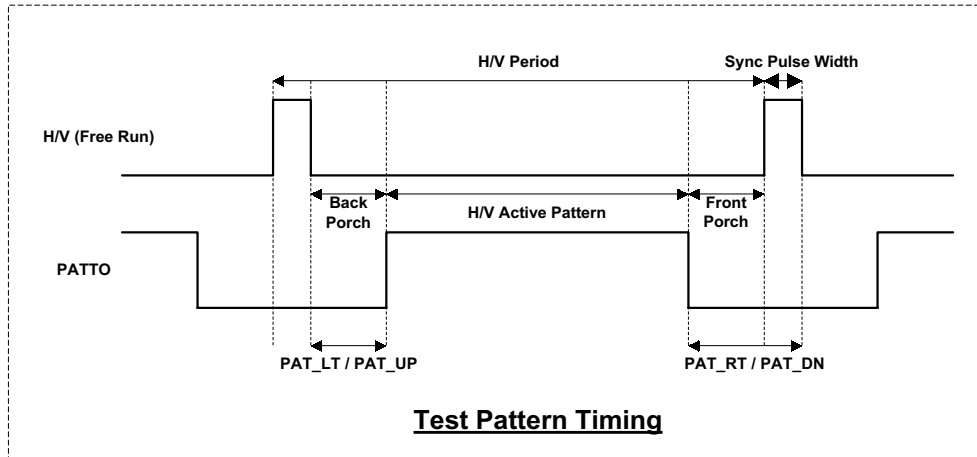 H/V Period
Sync Pulse Width
H/V (Free Run)
Back
Porch
H/V Active Pattern
Front
Porch
PATTO
PAT_LT / PAT_UP
PAT_RT / PAT_DN
Test Pattern Timing